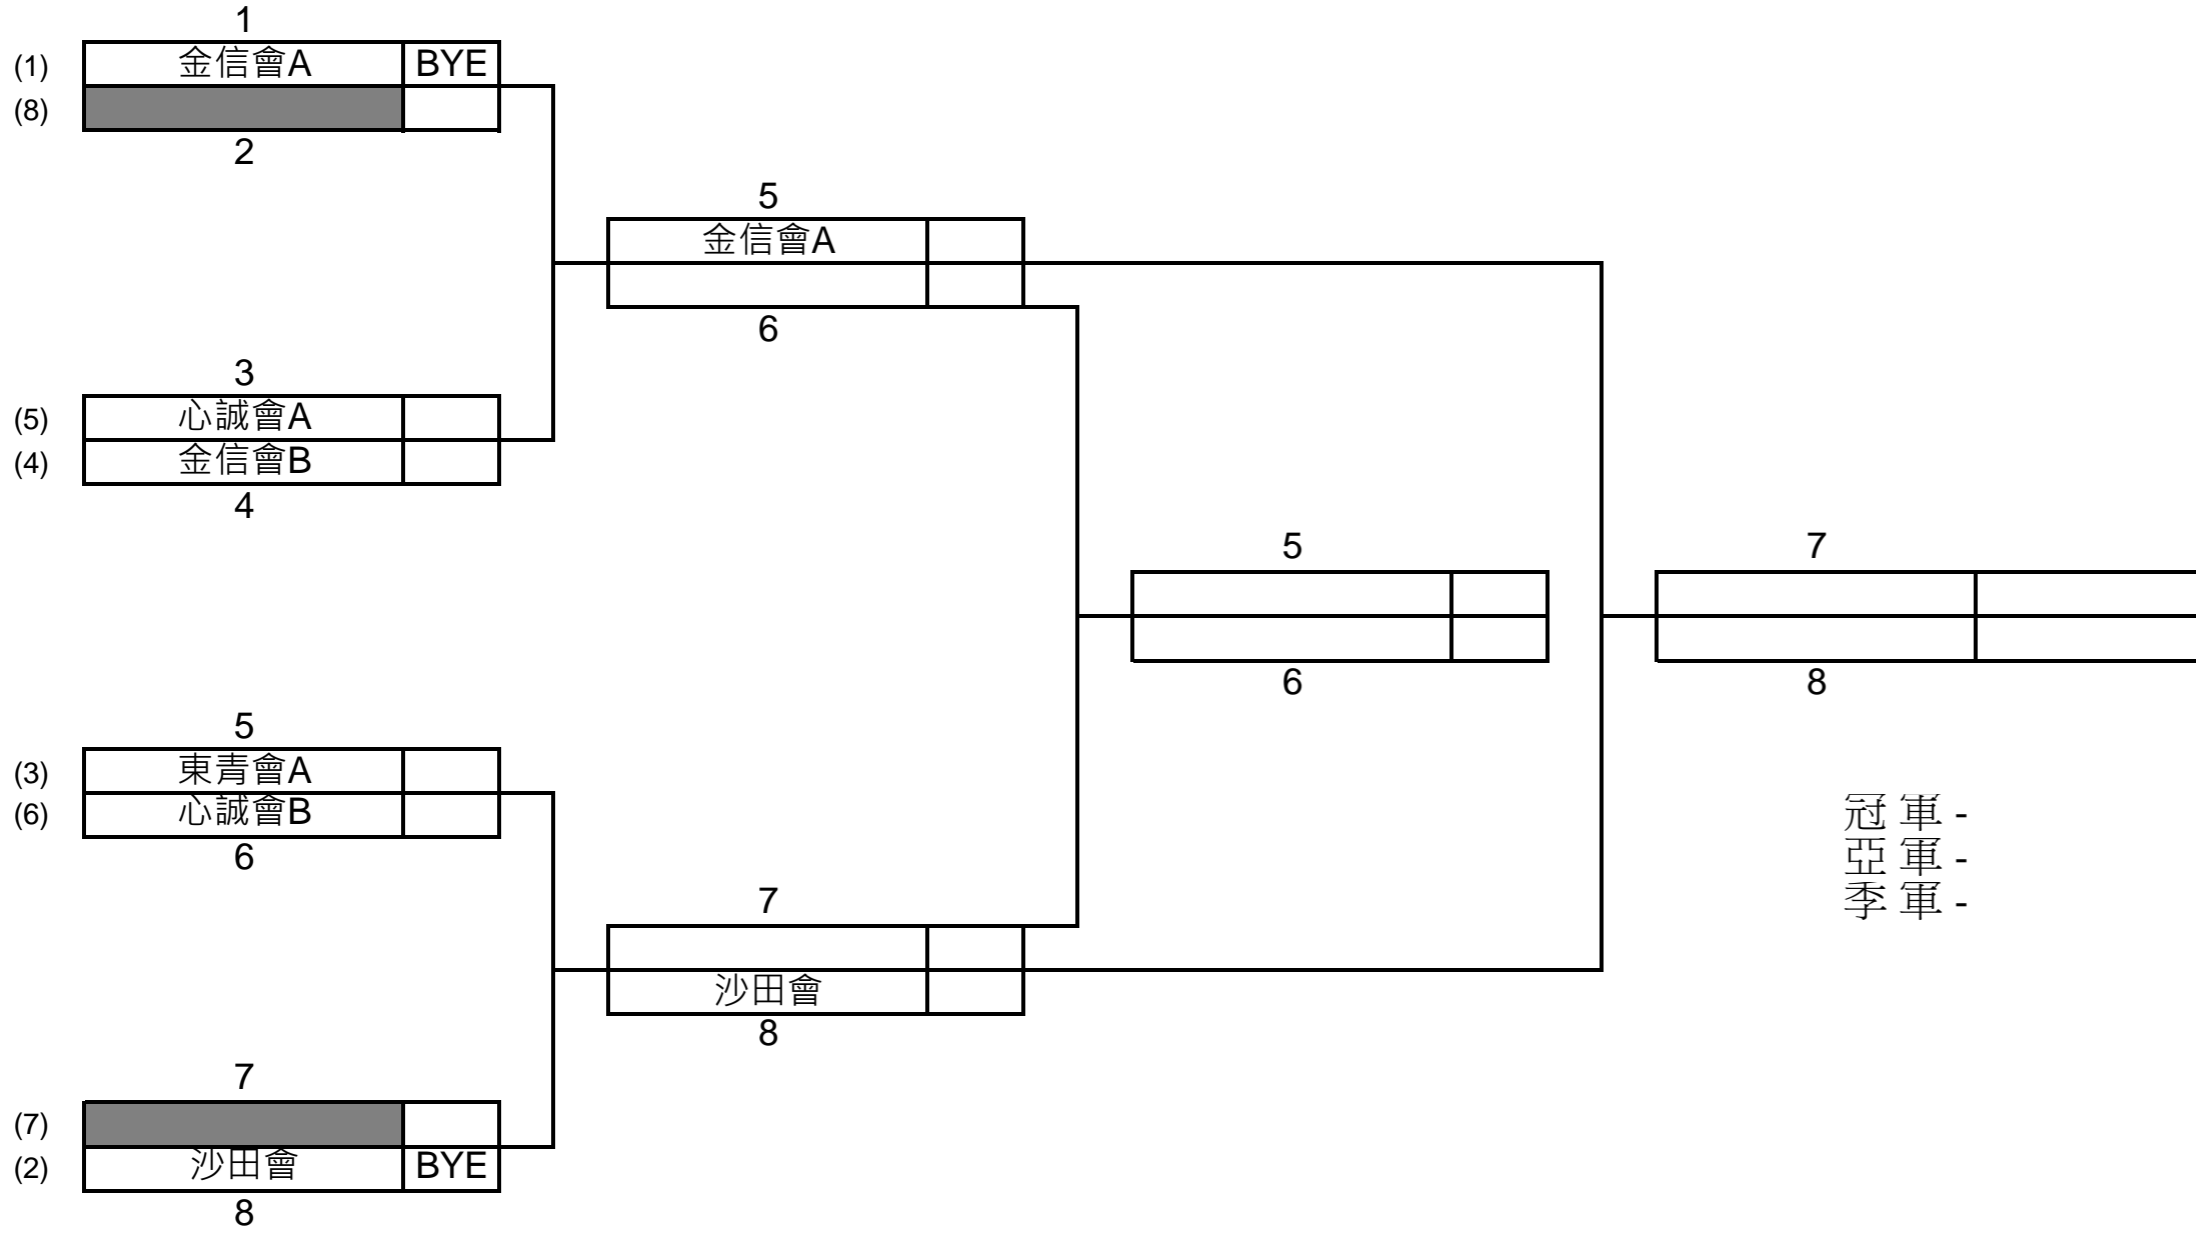 1
(1) 金信會A BYE
(8)
2
3
(5) 心誠會A
(4) 金信會B
4
5
(3) 東青會A
(6) 心誠會B
6
7
(7)
(2) 沙田會 BYE
8
5
金信會A
6
7
沙田會
8
5
6
7
8
冠 軍 -
亞 軍 -
季 軍 -